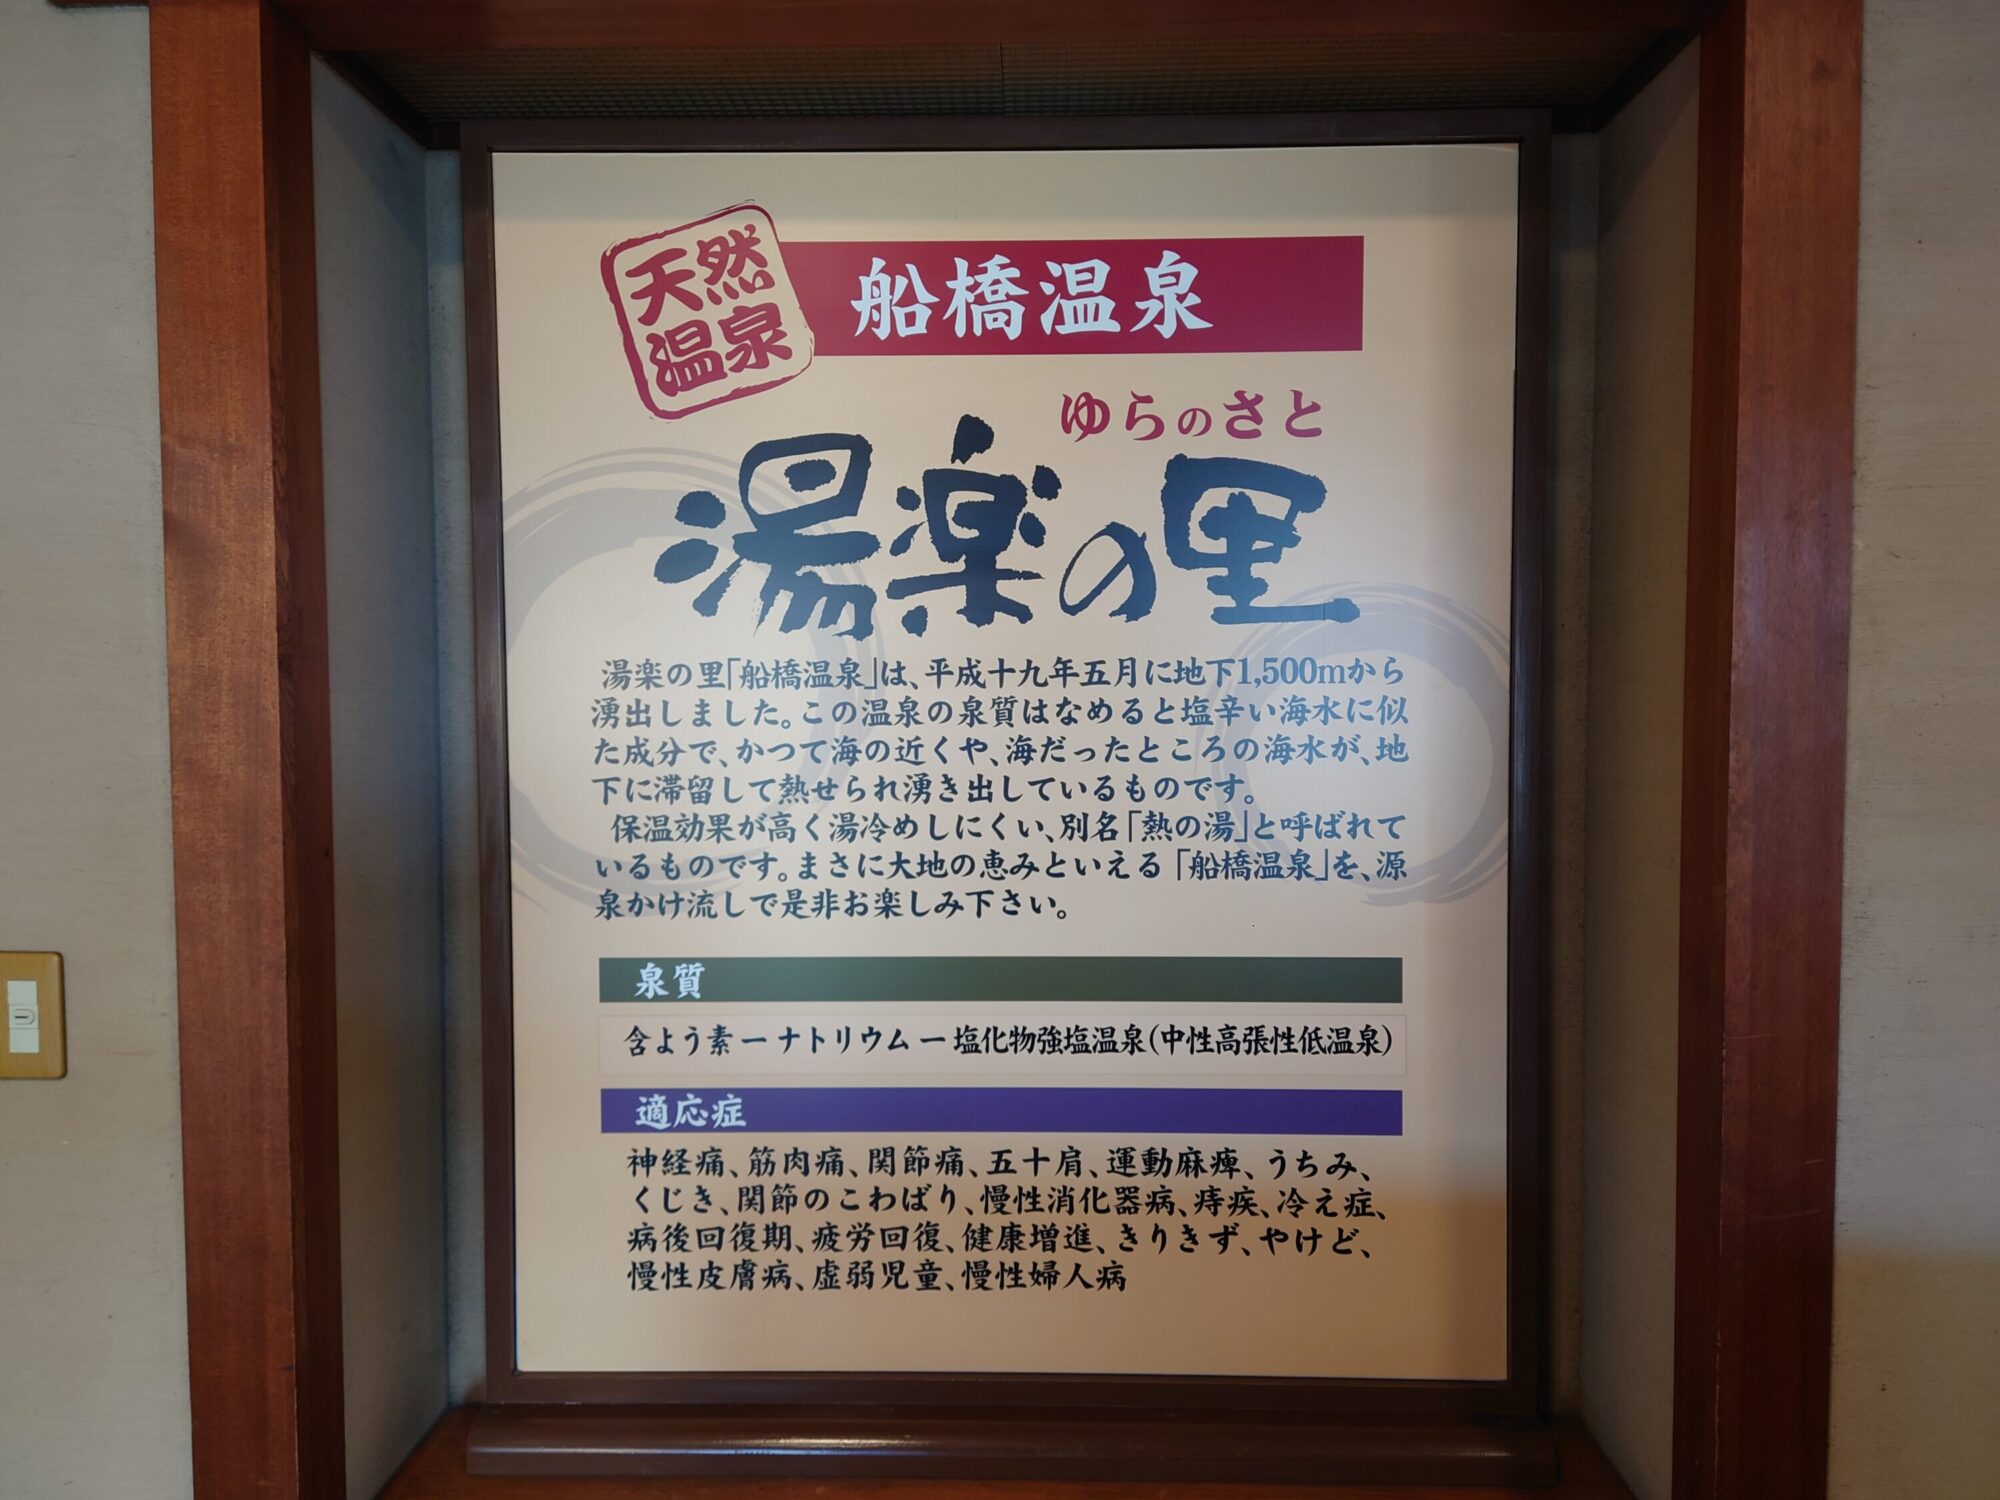 天然
温泉
船橋温泉
ゆらのさと
湯楽の里
湯楽の里「船橋温泉」は、平成十九年五月に地下1,500mから
湧出しました。この温泉の泉質はなめると塩辛い海水に似
た成分で、かつて海の近くや、海だったところの海水が、地
下に滞留して熱せられ湧き出しているものです。
保温効果が高く湯冷めしにくい、別名「熱の湯」と呼ばれて
いるものです。まさに大地の恵みといえる「船橋温泉」を、源
泉かけ流しで是非お楽しみ下さい。
泉質
含よう素ーナトリウムー塩化物強塩温泉(中性高張性低温泉)
適応症
神経痛、筋肉痛、関節痛、五十肩、運動麻痺、うちみ、
くじき、関節のこわばり、慢性消化器病、痔疾、冷え症、
病後回復期、疲労回復、健康増進、きりきず、やけど、
慢性皮膚病、虚弱児童、慢性婦人病